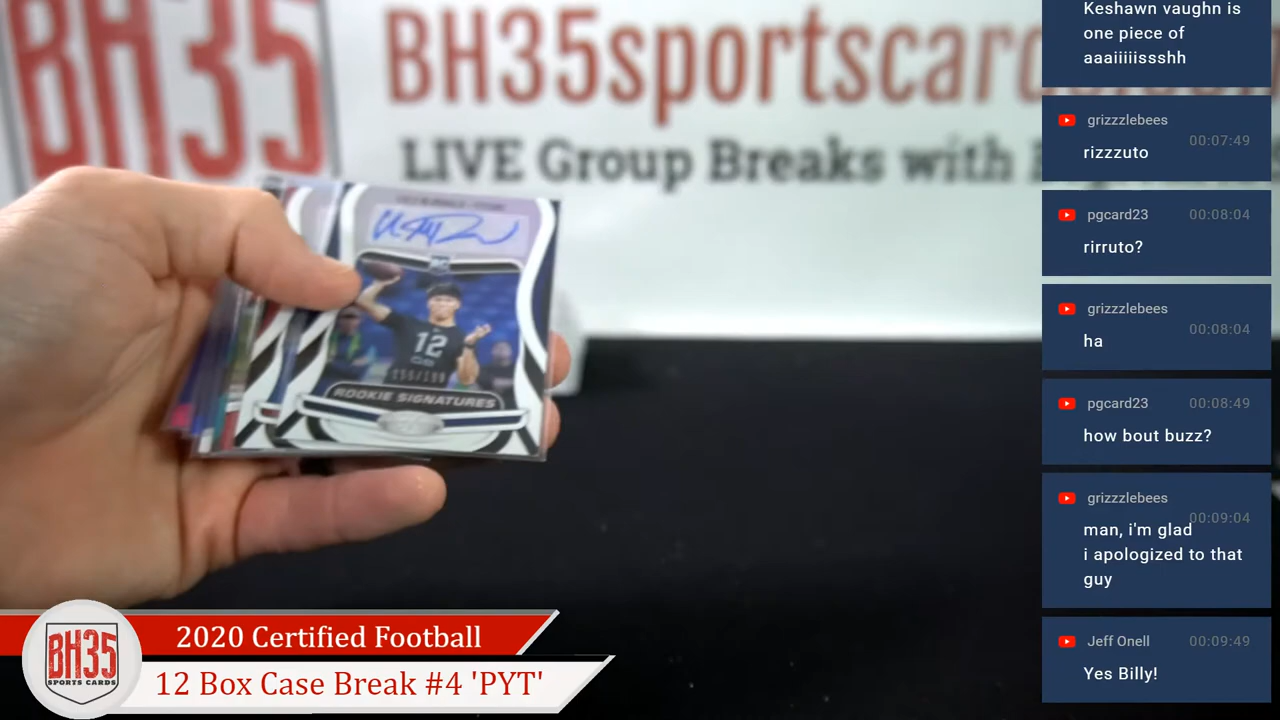 BH35
BH35sportscard
LIVE Group Breaks with
12
ROOKIE SIGNATURES
Keshawn vaughn is
one piece of
aaaiiiiissshh
grizzzlebees
00:07:49
rizzzuto
pgcard23
00:08:04
rirruto?
grizzzlebees
00:08:04
ha
pgcard23
00:08:49
how bout buzz?
grizzzlebees
00:09:04
man, i'm glad
i apologized to that
guy
Jeff Onell
00:09:49
Yes Billy!
BH35
SPORTS CARDS
2020 Certified Football
12 Box Case Break #4 'PYT'